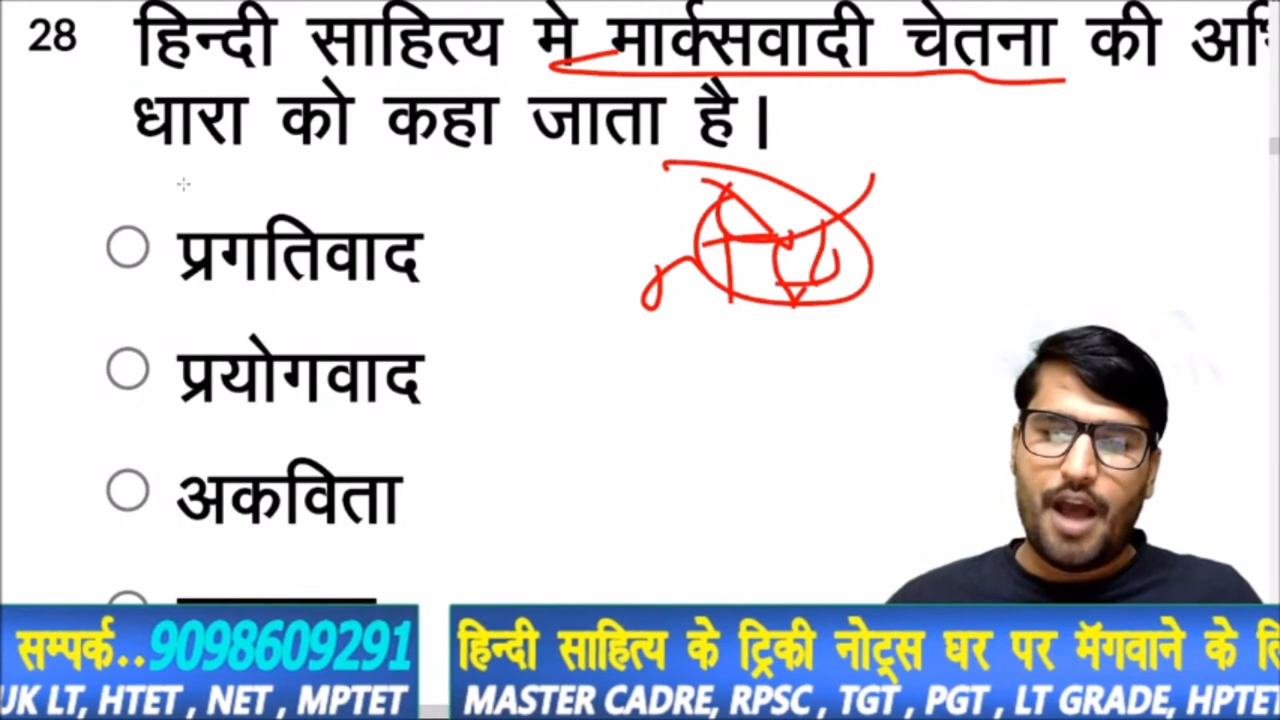 28 हिन्दी साहित्य मे मार्क्सवादी चेतना की
धारा को कहा जाता है।
प्रगतिवाद
प्रयोगवाद
अकविता
सम्पर्क..9098609291
हिन्दी साहित्य के ट्रिकी नोट्स घर पर मॅगवाने के
UK LT, HTET , NET , MPTET
MASTER CADRE, RPSC , TGT , PGT , LT GRADE, HPTET